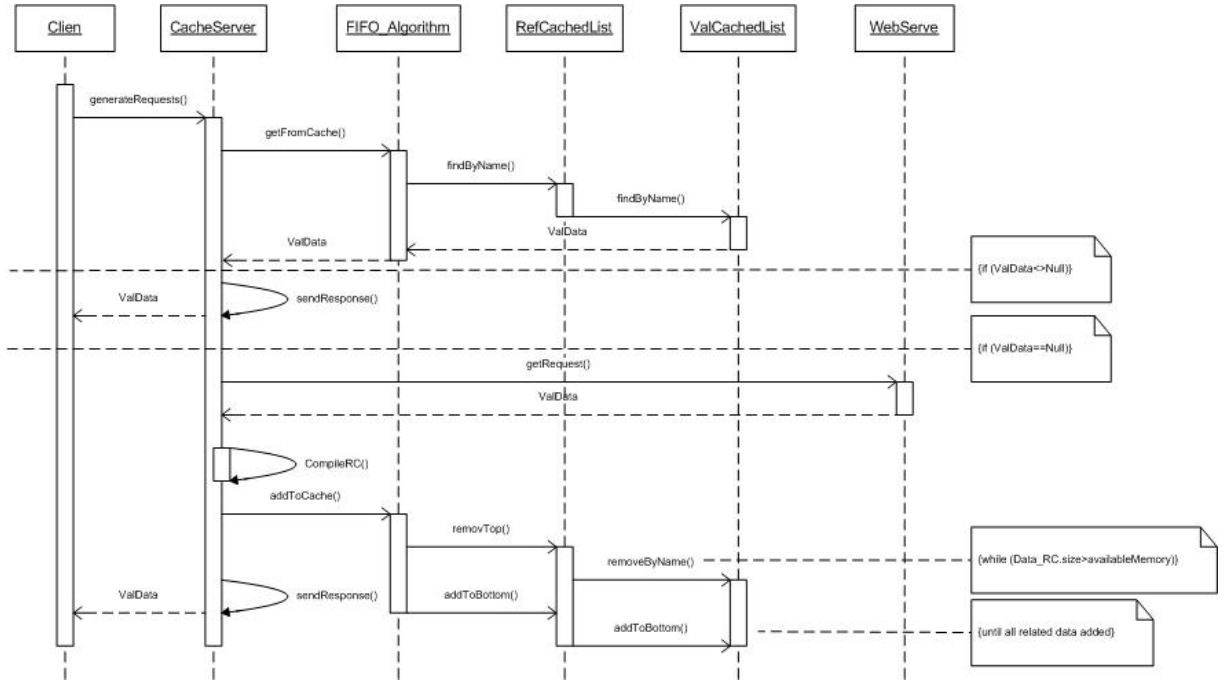 Clien
CacheServer
FIFO_Algorithm
RefCachedList
ValCachedList
WebServe
generateRequests()
getFromCache()
findByName()
findByName()
ValData
ValData
{if (ValData<>Null)}
sendResponse()
ValData
{if (ValData==Null)}
getRequest()
ValData
CompileRC()
addToCache()
removTop()
removeByName()
{while (Data_RC.size>availableMemory)}
ValData
sendResponse()
addToBottom()
addToBottom()
{until all related data added}